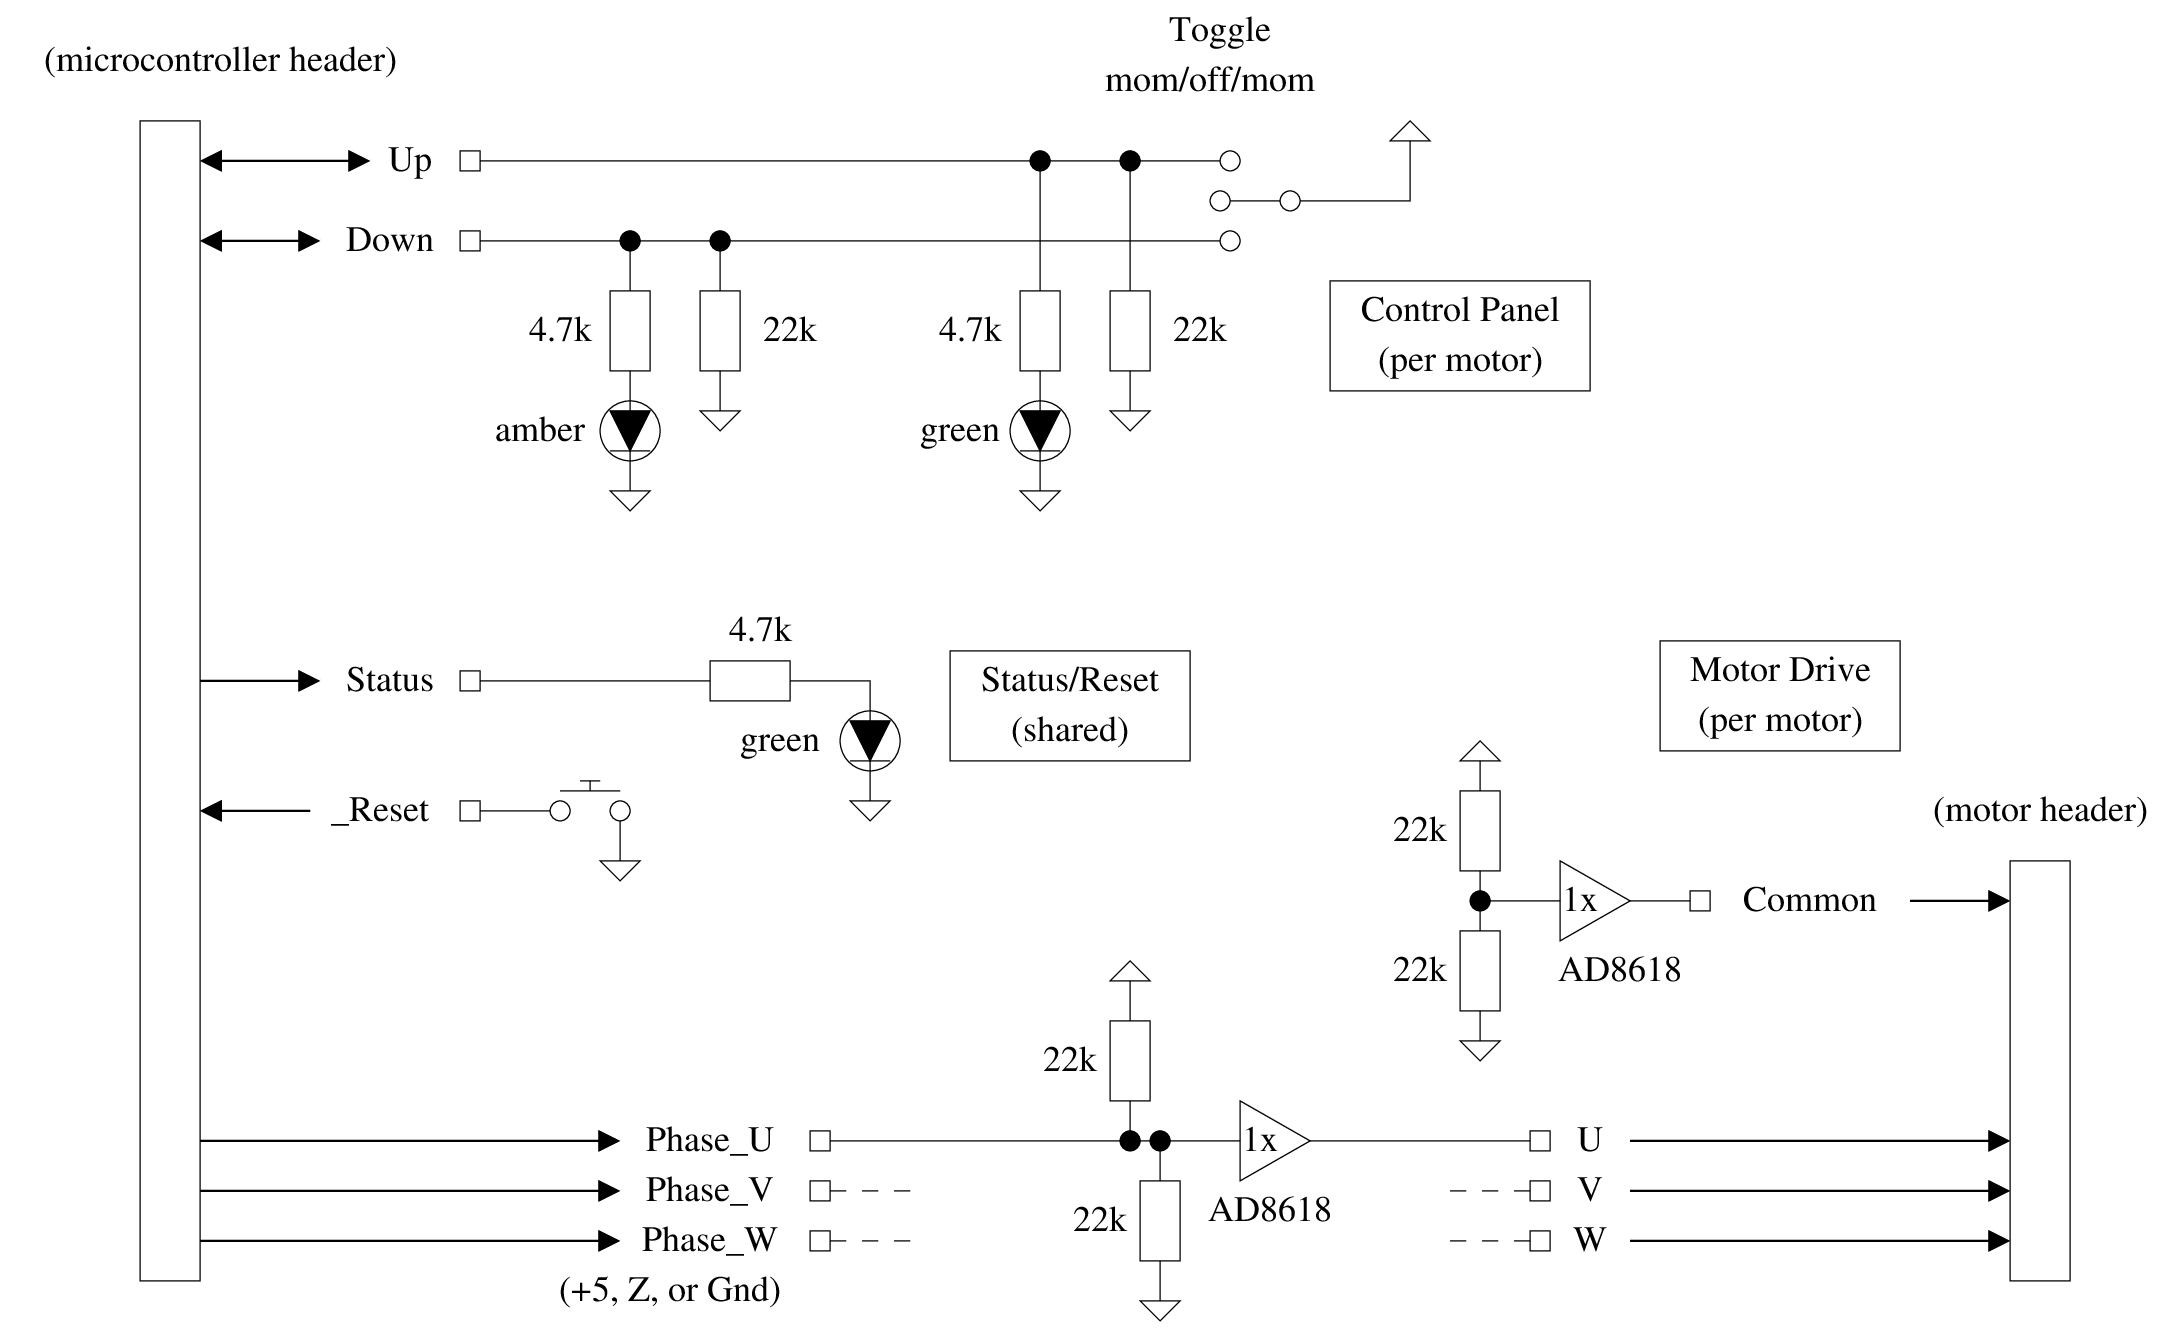 Toggle
mom/off/mom
(microcontroller header)
Up
Down
4.7k
22k
4.7k
22k
Control Panel
(per motor)
amber
green
4.7k
Status
green
Status/Reset
(shared)
Motor Drive
(per motor)
_Reset
22k
(motor header)
1x
Common
22k
AD8618
22k
Phase_U
1x
U
Phase_V
22k
AD8618
V
Phase_W
W
(+5, Z, or Gnd)